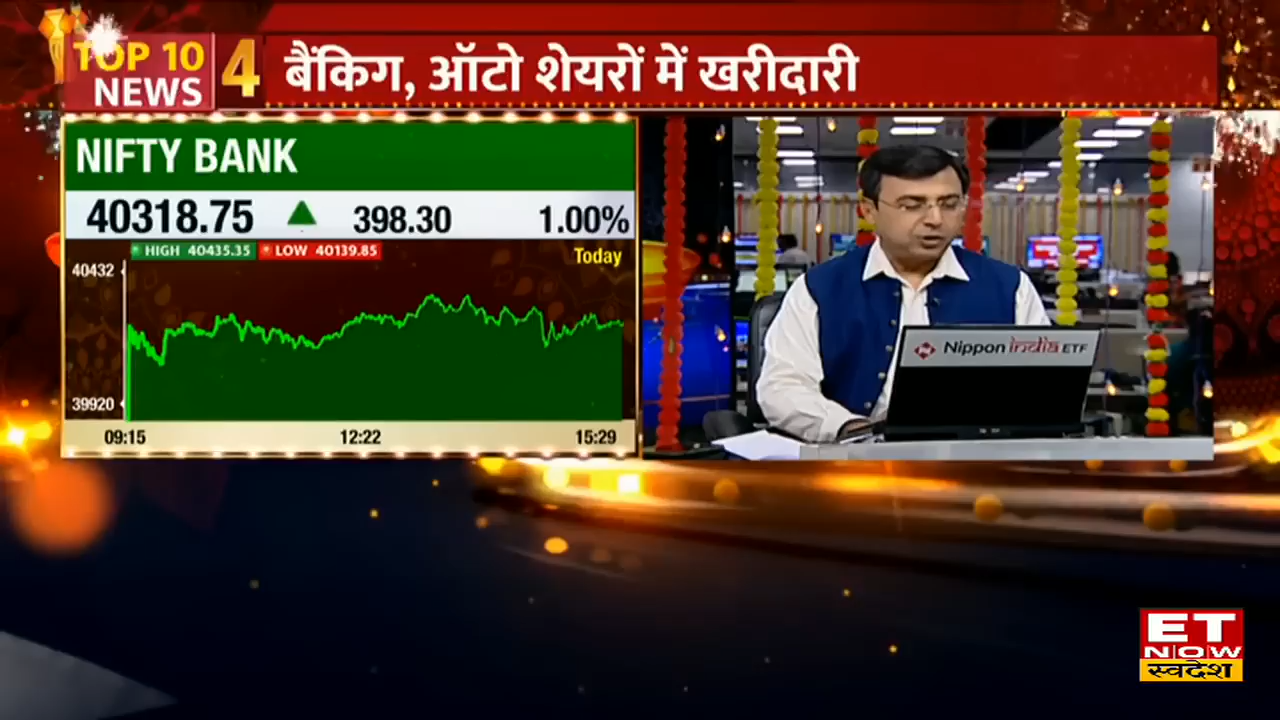 TOP 10
NEWS
4
बैंकिंग, ऑटो शेयरों में खरीदारी
NIFTY BANK
40318.75 ▲ 398.30 1.00%
HIGH 40435.35 LOW 40139.85
Today
40432
39920
09:15 12:22 15:29
Nippon india ETF
ET
NOW
स्वदेश